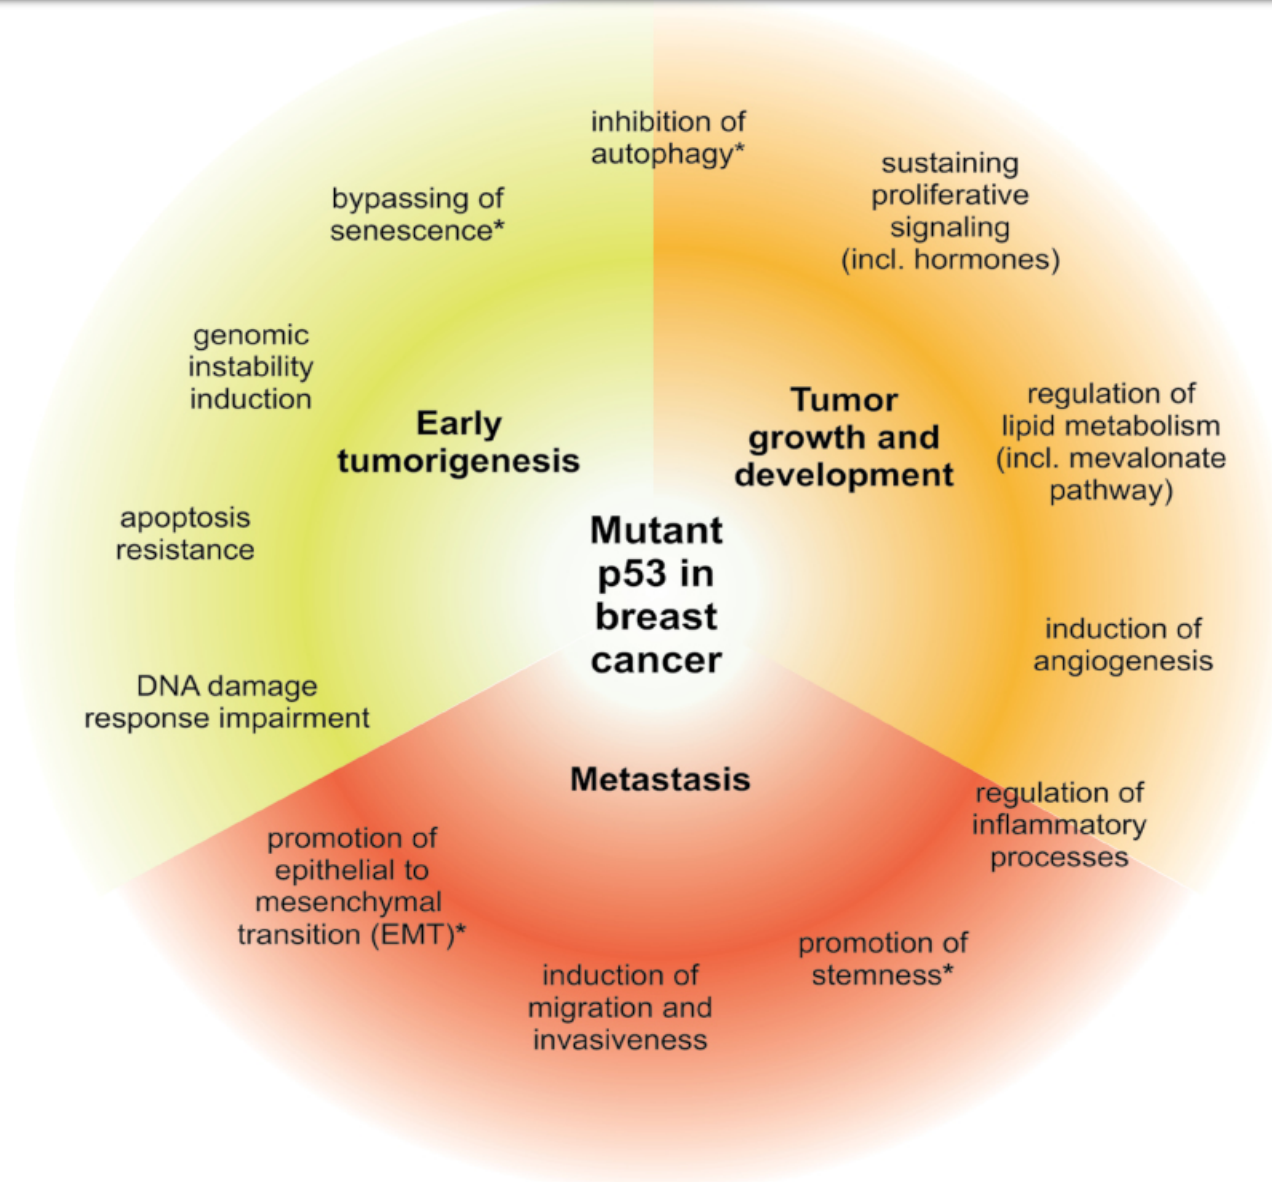 inhibition of
autophagy*
bypassing of
senescence*
genomic
instability
induction
apoptosis
resistance
DNA damage
response impairment
Early
tumorigenesis
sustaining
proliferative
signaling
(incl. hormones)
Tumor
growth and
development
regulation of
lipid metabolism
(incl. mevalonate
pathway)
induction of
angiogenesis
Mutant
p53 in
breast
cancer
Metastasis
regulation of
inflammatory
processes
promotion of
epithelial to
mesenchymal
transition (EMT)*
induction of
migration and
invasiveness
promotion of
stemness*